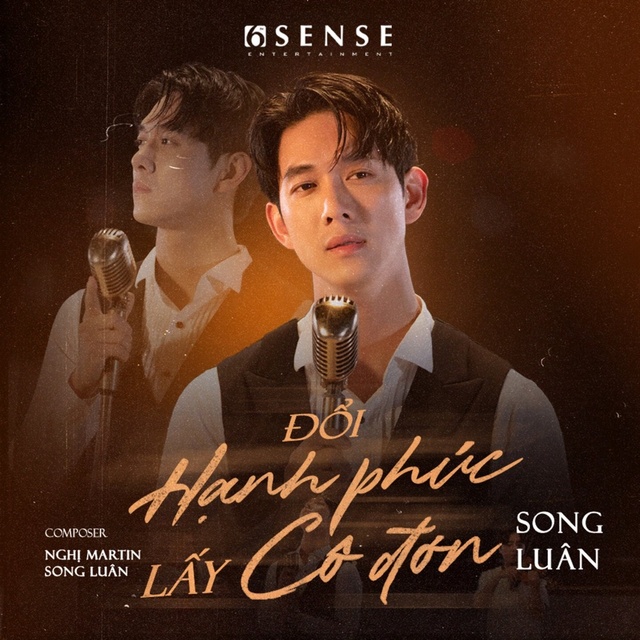 6SENSE
ENTERTAINMENT
ĐỔI
Hạnh phúc
LẤY Cô đơn
SONG
LUÂN
COMPOSER
NGHỊ MARTIN
SONG LUÂN